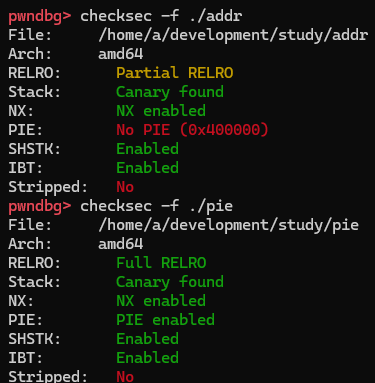 pwndbg> checksec -f ./addr
File: /home/a/development/study/addr
Arch: amd64
RELRO: Partial RELRO
Stack: Canary found
NX: NX enabled
PIE: No PIE (0x400000)
SHSTK: Enabled
IBT: Enabled
Stripped: No
pwndbg> checksec -f ./pie
File: /home/a/development/study/pie
Arch: amd64
RELRO: Full RELRO
Stack: Canary found
NX: NX enabled
PIE: PIE enabled
SHSTK: Enabled
IBT: Enabled
Stripped: No